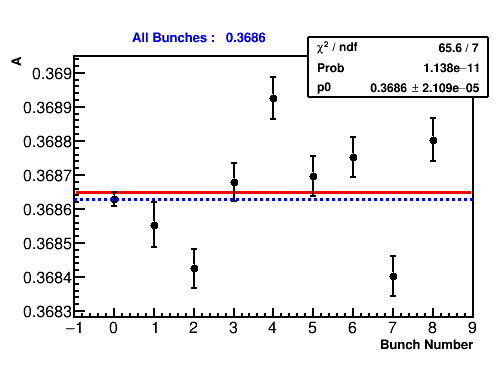 All Bunches : 0.3686
χ² / ndf 65.6 / 7
Prob 1.138e−11
p0 0.3686 ± 2.109e−05
A
0.369
0.3689
0.3688
0.3687
0.3686
0.3685
0.3684
0.3683
−1 0 1 2 3 4 5 6 7 8 9
Bunch Number